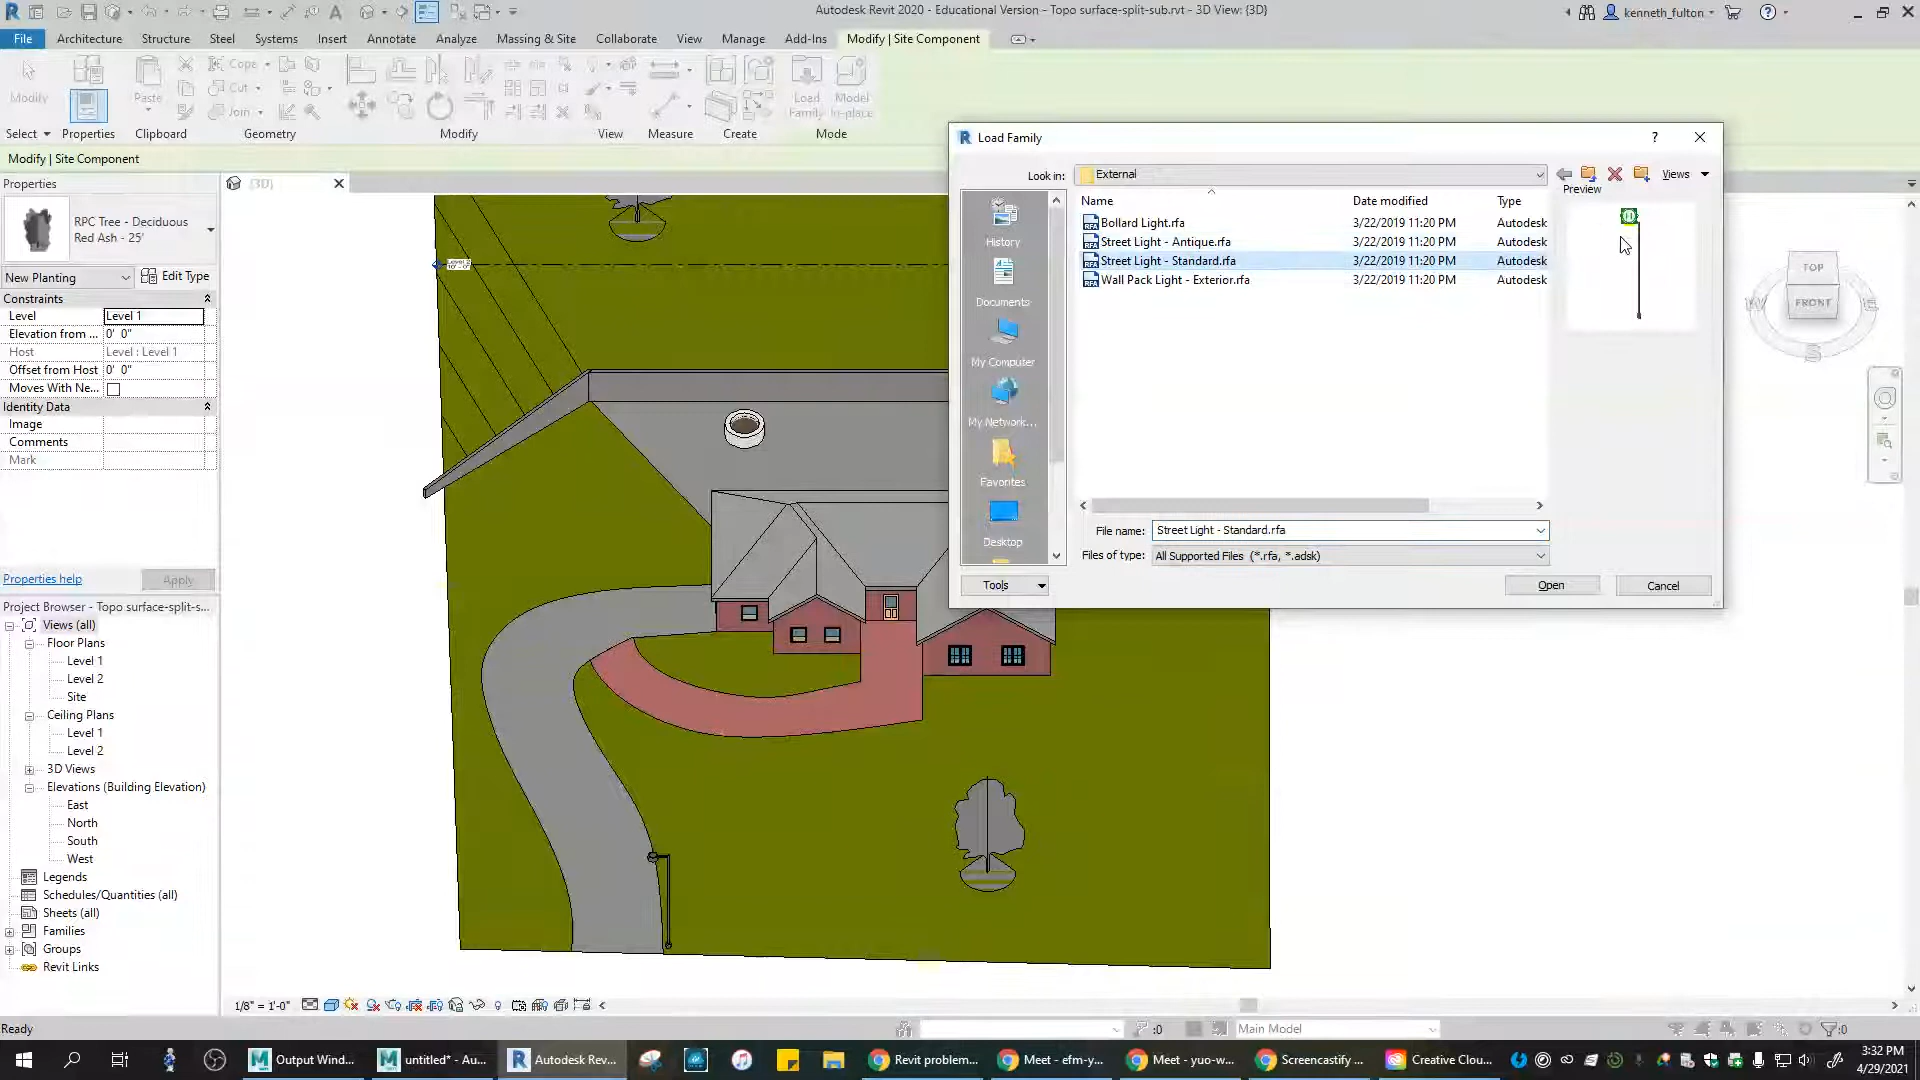 Autodesk Revit 2020 - Educational Version - Topo surface-split-sub.rvt - 3D View: {3D}
kenneth_fulton
File Architecture Structure Steel Systems Insert Annotate Analyze Massing & Site Collaborate View Manage Add-Ins Modify | Site Component
Modify Paste Cope Cut Join Load Family Model In-place
Select Properties Clipboard Geometry Modify View Measure Create Mode
Modify | Site Component
Properties
{3D}
RPC Tree - Deciduous
Red Ash - 25'
New Planting Edit Type
Constraints
Level Level 1
Elevation from ... 0' 0"
Host Level : Level 1
Offset from Host 0' 0"
Moves With Ne...
Identity Data
Image
Comments
Mark
Properties help Apply
Project Browser - Topo surface-split-s...
Views (all)
Floor Plans
Level 1
Level 2
Site
Ceiling Plans
Level 1
Level 2
3D Views
Elevations (Building Elevation)
East
North
South
West
Legends
Schedules/Quantities (all)
Sheets (all)
Families
Groups
Revit Links
Level 2
10' - 0"
Load Family
?
Look in: External Views
Preview
Name Date modified Type
Bollard Light.rfa 3/22/2019 11:20 PM Autodesk
Street Light - Antique.rfa 3/22/2019 11:20 PM Autodesk
Street Light - Standard.rfa 3/22/2019 11:20 PM Autodesk
Wall Pack Light - Exterior.rfa 3/22/2019 11:20 PM Autodesk
History
Documents
My Computer
My Network...
Favorites
Desktop
File name: Street Light - Standard.rfa
Files of type: All Supported Files (*.rfa, *.adsk)
Tools Open Cancel
TOP
FRONT
W E
S
1/8" = 1'-0"
Ready
:0
Main Model
:0
Output Wind...
untitled* - Au...
Autodesk Rev...
Revit problem...
Meet - efm-y...
Meet - yuo-w...
Screencastify ...
Creative Clou...
3:32 PM
4/29/2021